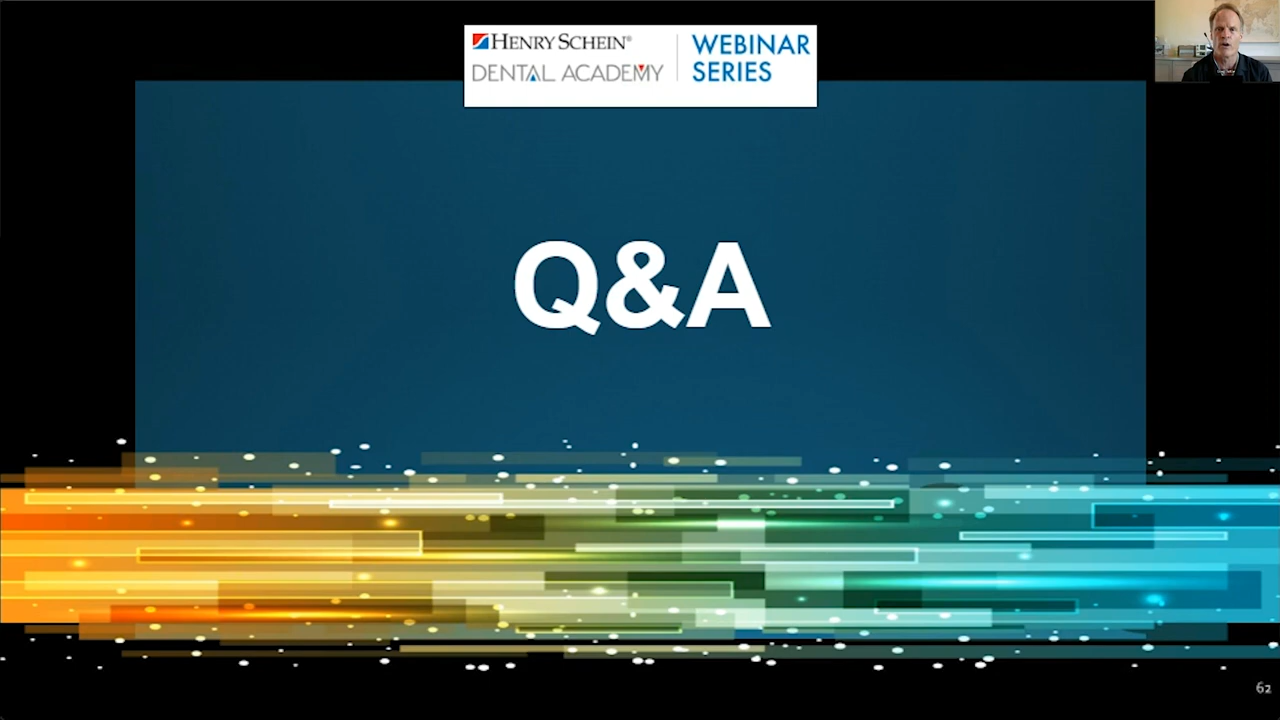 HENRY SCHEIN®
DENTAL ACADEMY
WEBINAR
SERIES
Q&A
62